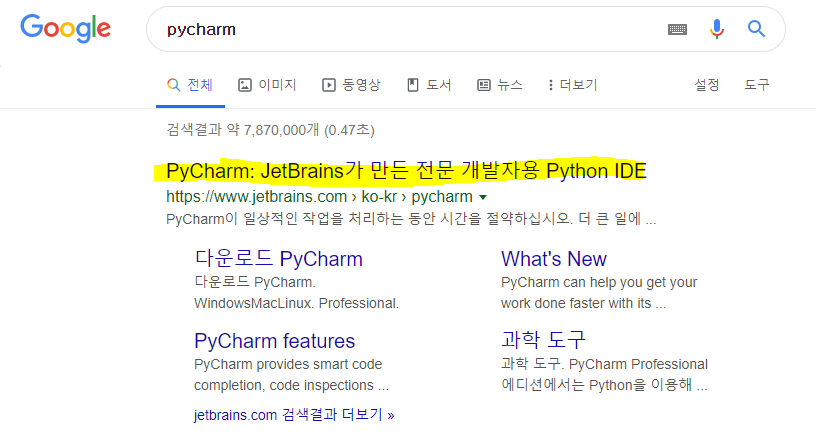 Google
pycharm
전체 이미지 동영상 도서 뉴스 더보기 설정 도구
검색결과 약 7,870,000개 (0.47초)
PyCharm: JetBrains가 만든 전문 개발자용 Python IDE
https://www.jetbrains.com › ko-kr › pycharm
PyCharm이 일상적인 작업을 처리하는 동안 시간을 절약하십시오. 더 큰 일에 ...
다운로드 PyCharm
다운로드 PyCharm.
WindowsMacLinux. Professional.
What's New
PyCharm can help you get your
work done faster with its ...
PyCharm features
PyCharm provides smart code
completion, code inspections ...
과학 도구
과학 도구. PyCharm Professional
에디션에서는 Python을 이용해 ...
jetbrains.com 검색결과 더보기 »